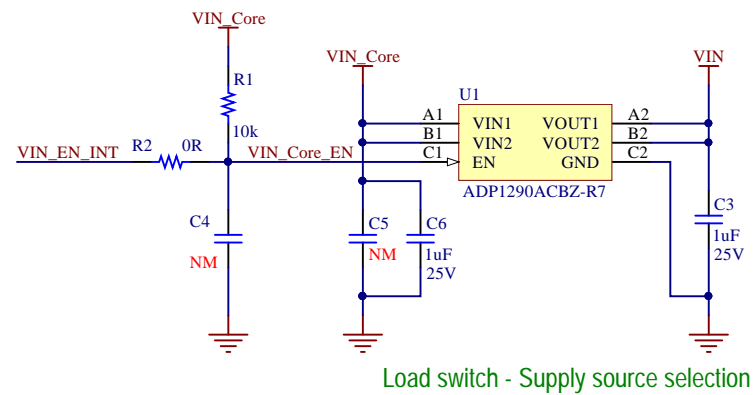 VIN_Core
R1
10k
VIN_EN_INT
R2
0R
VIN_Core_EN
C4
NM
VIN_Core
U1
A1
B1
C1
VIN1
VIN2
EN
VOUT1
VOUT2
GND
A2
B2
C2
ADP1290ACBZ-R7
C5
NM
C6
1uF
25V
VIN
C3
1uF
25V
Load switch - Supply source selection